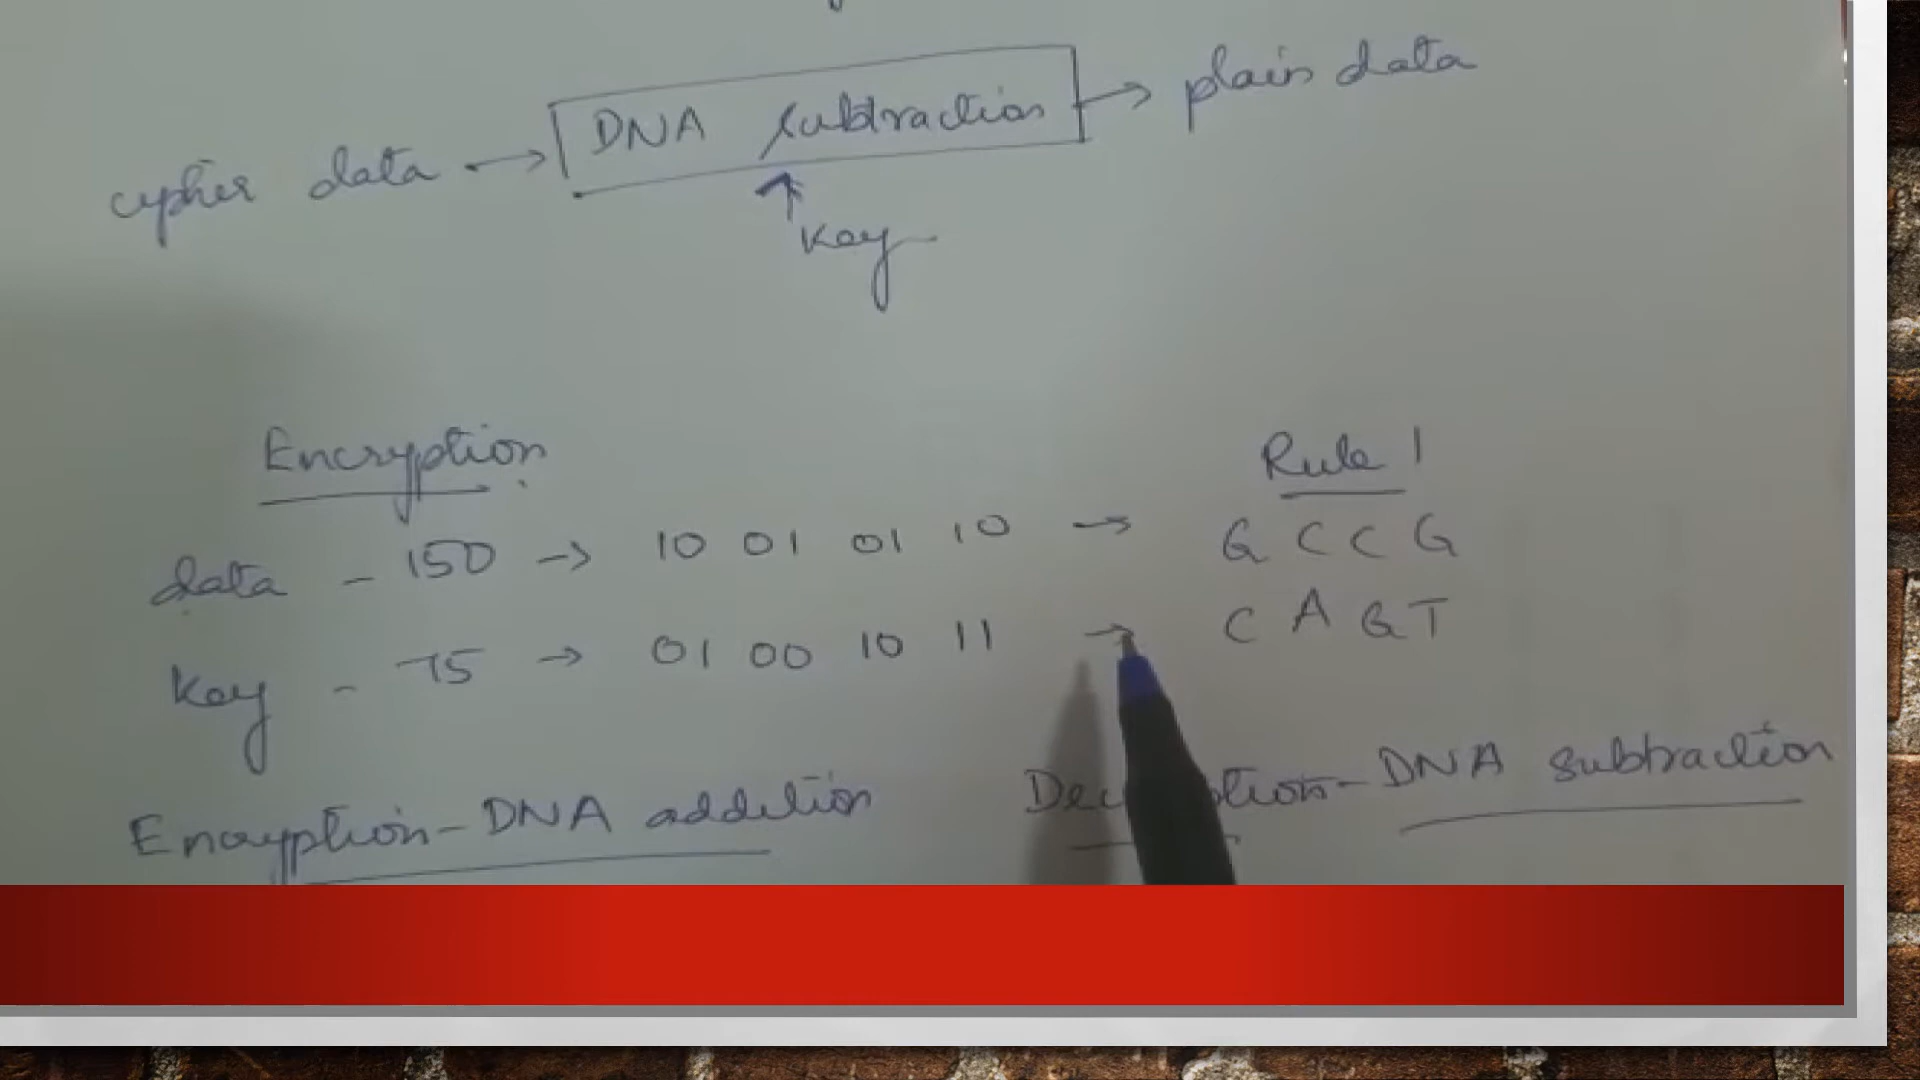 cypher data → DNA subtraction → plain data
key
Encryption
Rule 1
data - 150 → 10 01 01 10 → G C C G
key - 75 → 01 00 10 11 → C A G T
Encryption - DNA addition
DNA subtraction